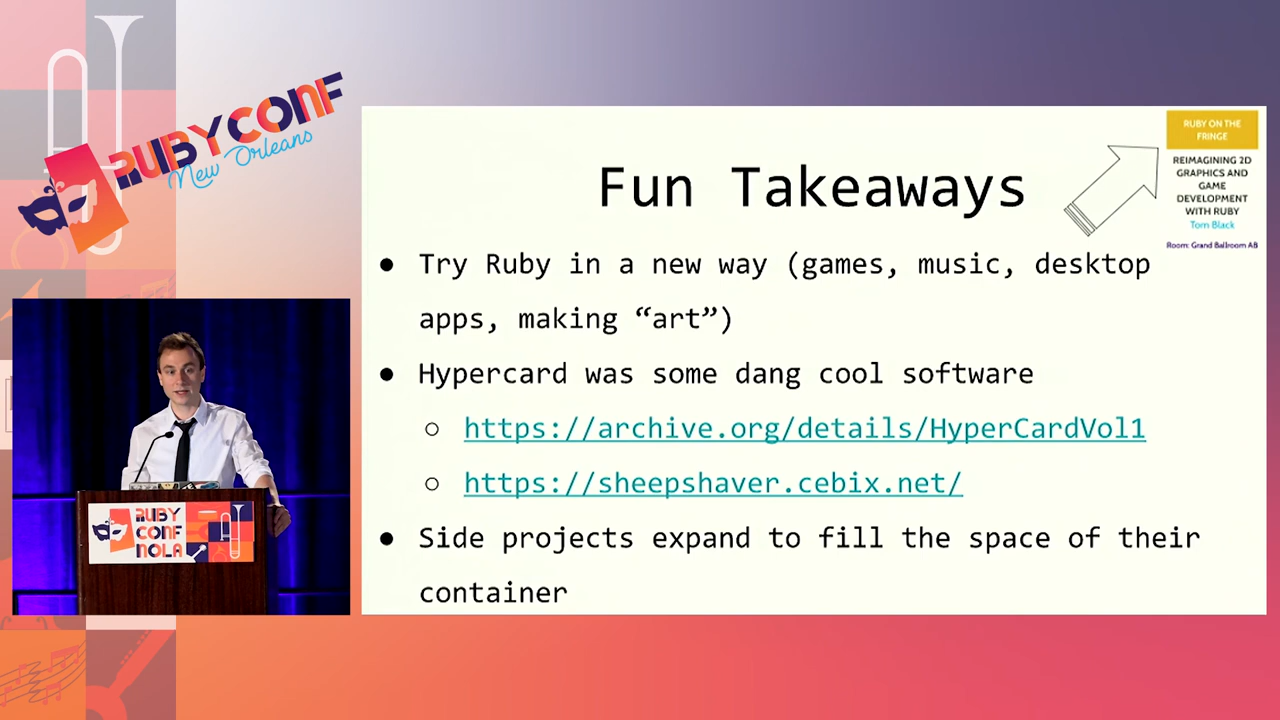 RUBYCONF
New Orleans
RUBY
CONF
NOLA
RUBY ON THE
FRINGE
REIMAGINING 2D
GRAPHICS AND
GAME
DEVELOPMENT
WITH RUBY
Tom Black
Room: Grand Ballroom AB
Fun Takeaways
● Try Ruby in a new way (games, music, desktop
apps, making “art”)
● Hypercard was some dang cool software
○ https://archive.org/details/HyperCardVol1
○ https://sheepshaver.cebix.net/
● Side projects expand to fill the space of their
container